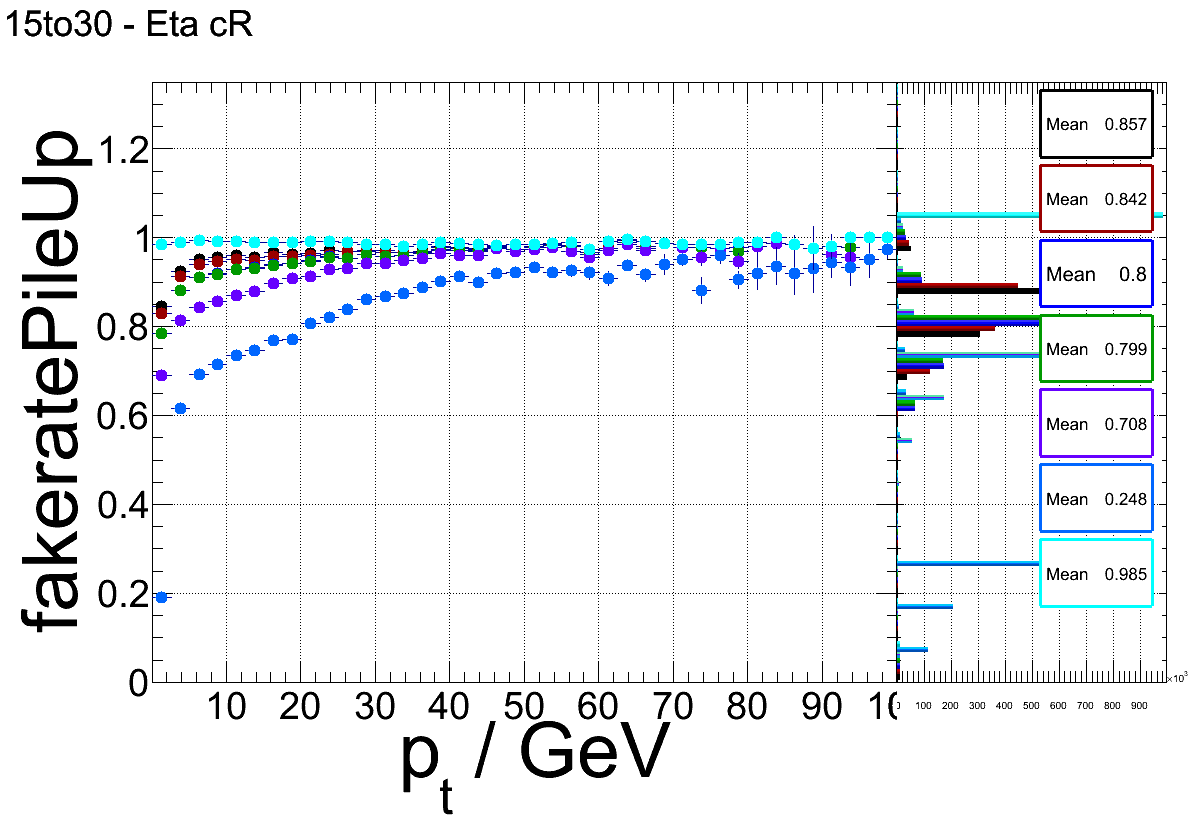 15to30 - Eta cR
fakeratePileUp
1.2
1
0.8
0.6
0.4
0.2
0
10 20 30 40 50 60 70 80 90 10
p_t / GeV
Mean 0.857
Mean 0.842
Mean 0.8
Mean 0.799
Mean 0.708
Mean 0.248
Mean 0.985
×10³
100 200 300 400 500 600 700 800 900